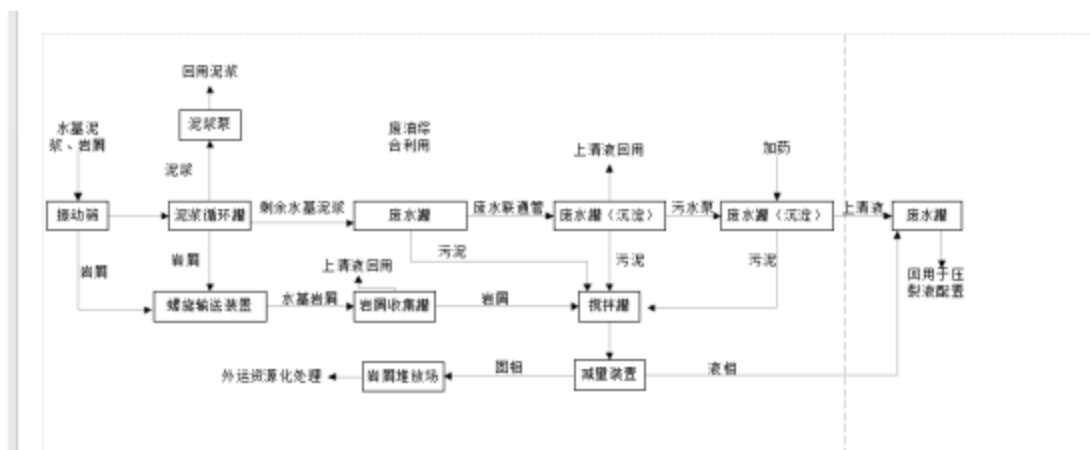 回用泥浆
泥浆泵
水基泥
浆、岩屑
废油综
合利用
上清液回用
加药
泥浆
振动筛
泥浆循环罐
剩余水基泥浆
废水罐
废水联通管
废水罐（沉淀）
污水泵
废水罐（沉淀）
上清液
废水罐
岩屑
岩屑
污泥
污泥
污泥
上清液回用
回用于压
裂液配置
螺旋输送装置
水基岩屑
岩屑收集罐
岩屑
搅拌罐
外运资源化处理
岩屑堆放场
固相
减量装置
液相